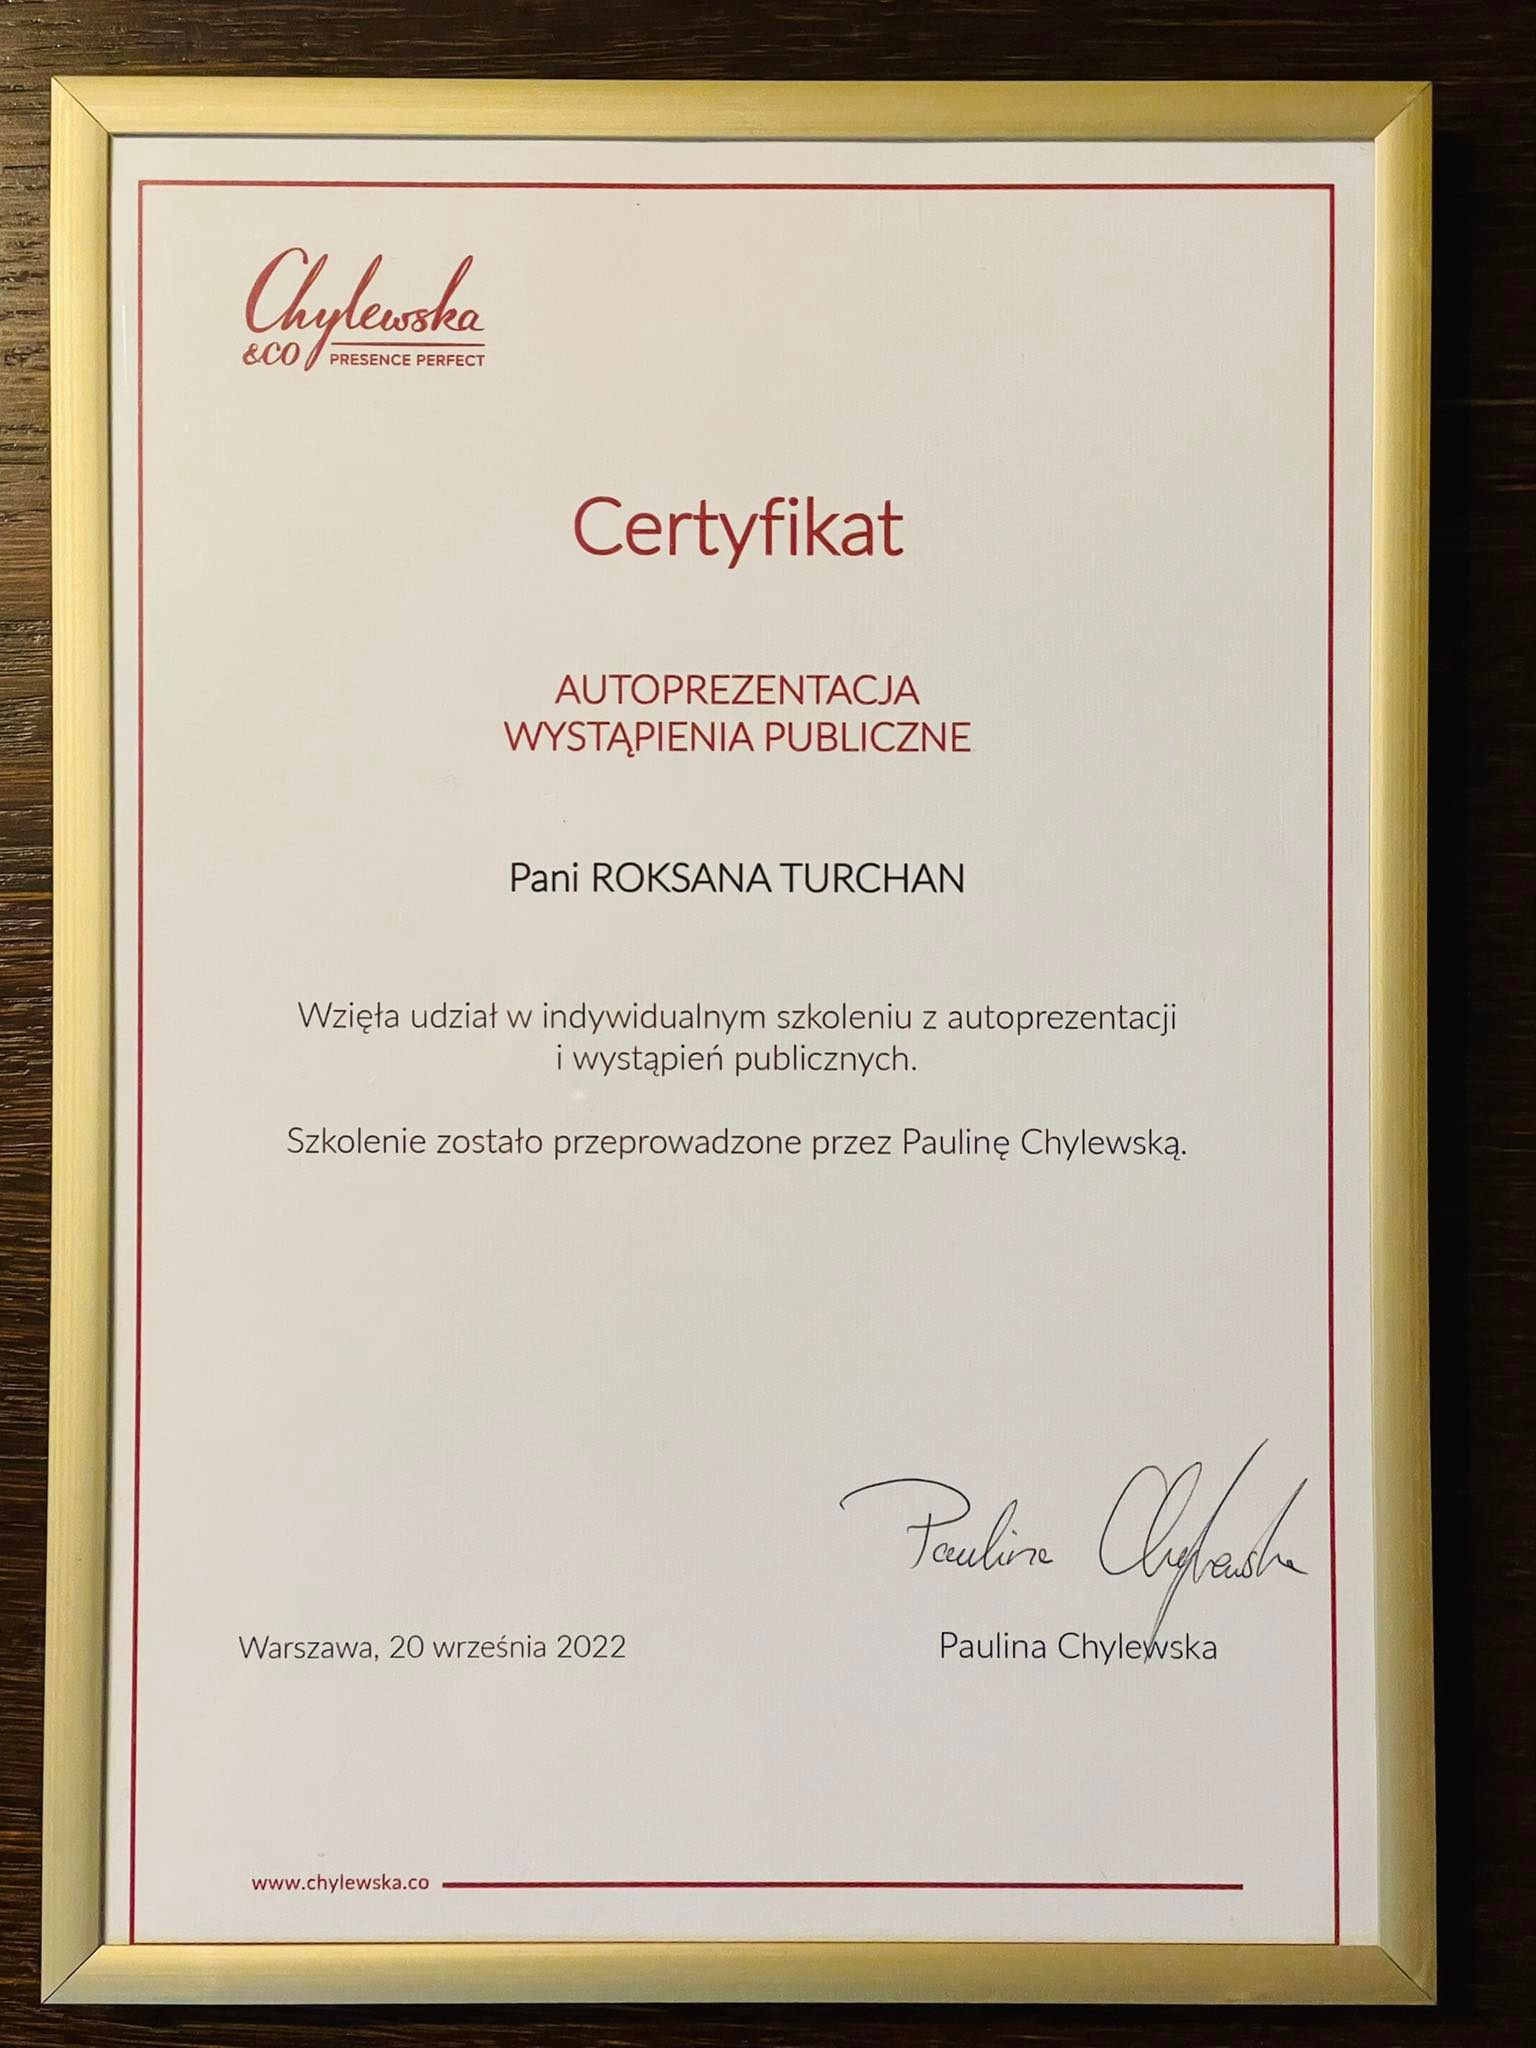 Chylewska
&CO PRESENCE PERFECT
Certyfikat
AUTOPREZENTACJA
WYSTĄPIENIA PUBLICZNE
Pani ROKSANA TURCHAN
Wzięła udział w indywidualnym szkoleniu z autoprezentacji
i wystąpień publicznych.
Szkolenie zostało przeprowadzone przez Paulinę Chylewską.
Paulina Chylewska
Warszawa, 20 września 2022
Paulina Chylewska
www.chylewska.co